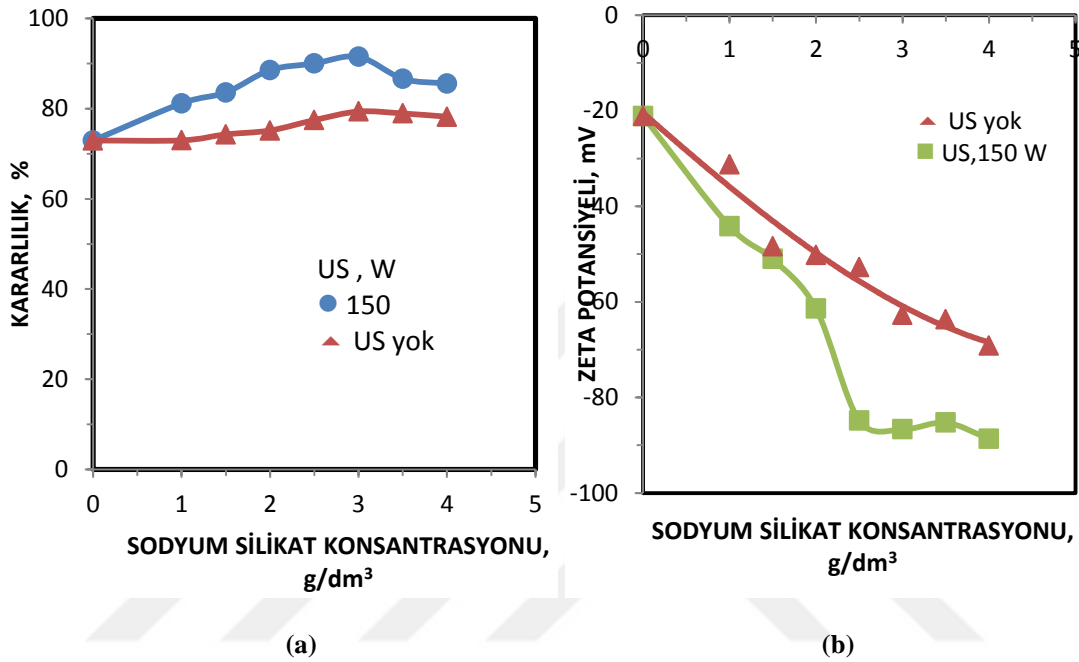 100
80
60
40
20
0
KARARLILIK, %
US , W
150
US yok
0 1 2 3 4 5
SODYUM SİLİKAT KONSANTRASYONU,
g/dm³
(a)
0
-20
-40
-60
-80
-100
0 1 2 3 4 5
ZETA POTANSİYELİ, mV
US yok
US,150 W
SODYUM SİLİKAT KONSANTRASYONU,
g/dm³
(b)